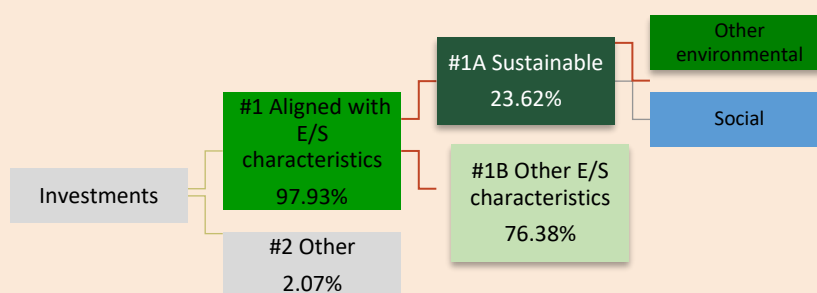 Investments
#1 Aligned with
E/S
characteristics
97.93%
#2 Other
2.07%
#1A Sustainable
23.62%
#1B Other E/S
characteristics
76.38%
Other
environmental
Social